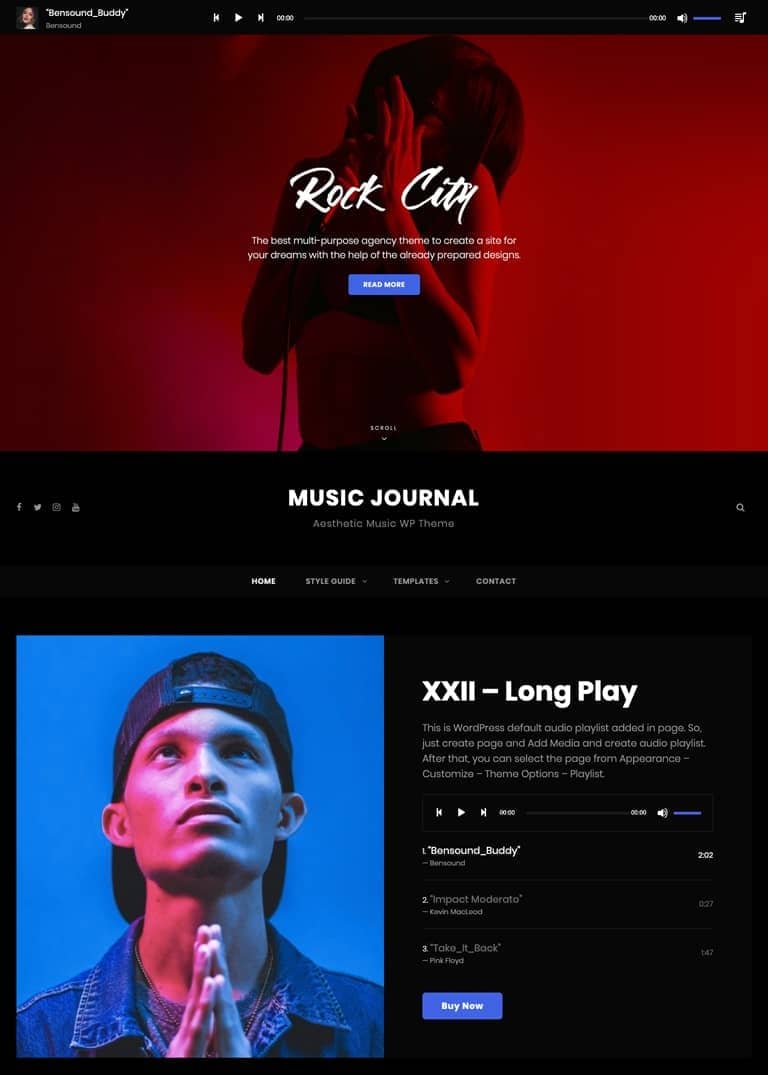 "Bensound_Buddy"
Bensound
00:00 00:00
Rock City
The best multi-purpose agency theme to create a site for
your dreams with the help of the already prepared designs.
READ MORE
SCROLL
MUSIC JOURNAL
Aesthetic Music WP Theme
HOME STYLE GUIDE TEMPLATES CONTACT
XXII – Long Play
This is WordPress default audio playlist added in page. So,
just create page and Add Media and create audio playlist.
After that, you can select the page from Appearance –
Customize – Theme Options – Playlist.
00:00 00:00
1. "Bensound_Buddy" 2:02
— Bensound
2. "Impact Moderato" 0:27
— Kevin MacLeod
3. "Take_It_Back" 1:47
— Pink Floyd
Buy Now